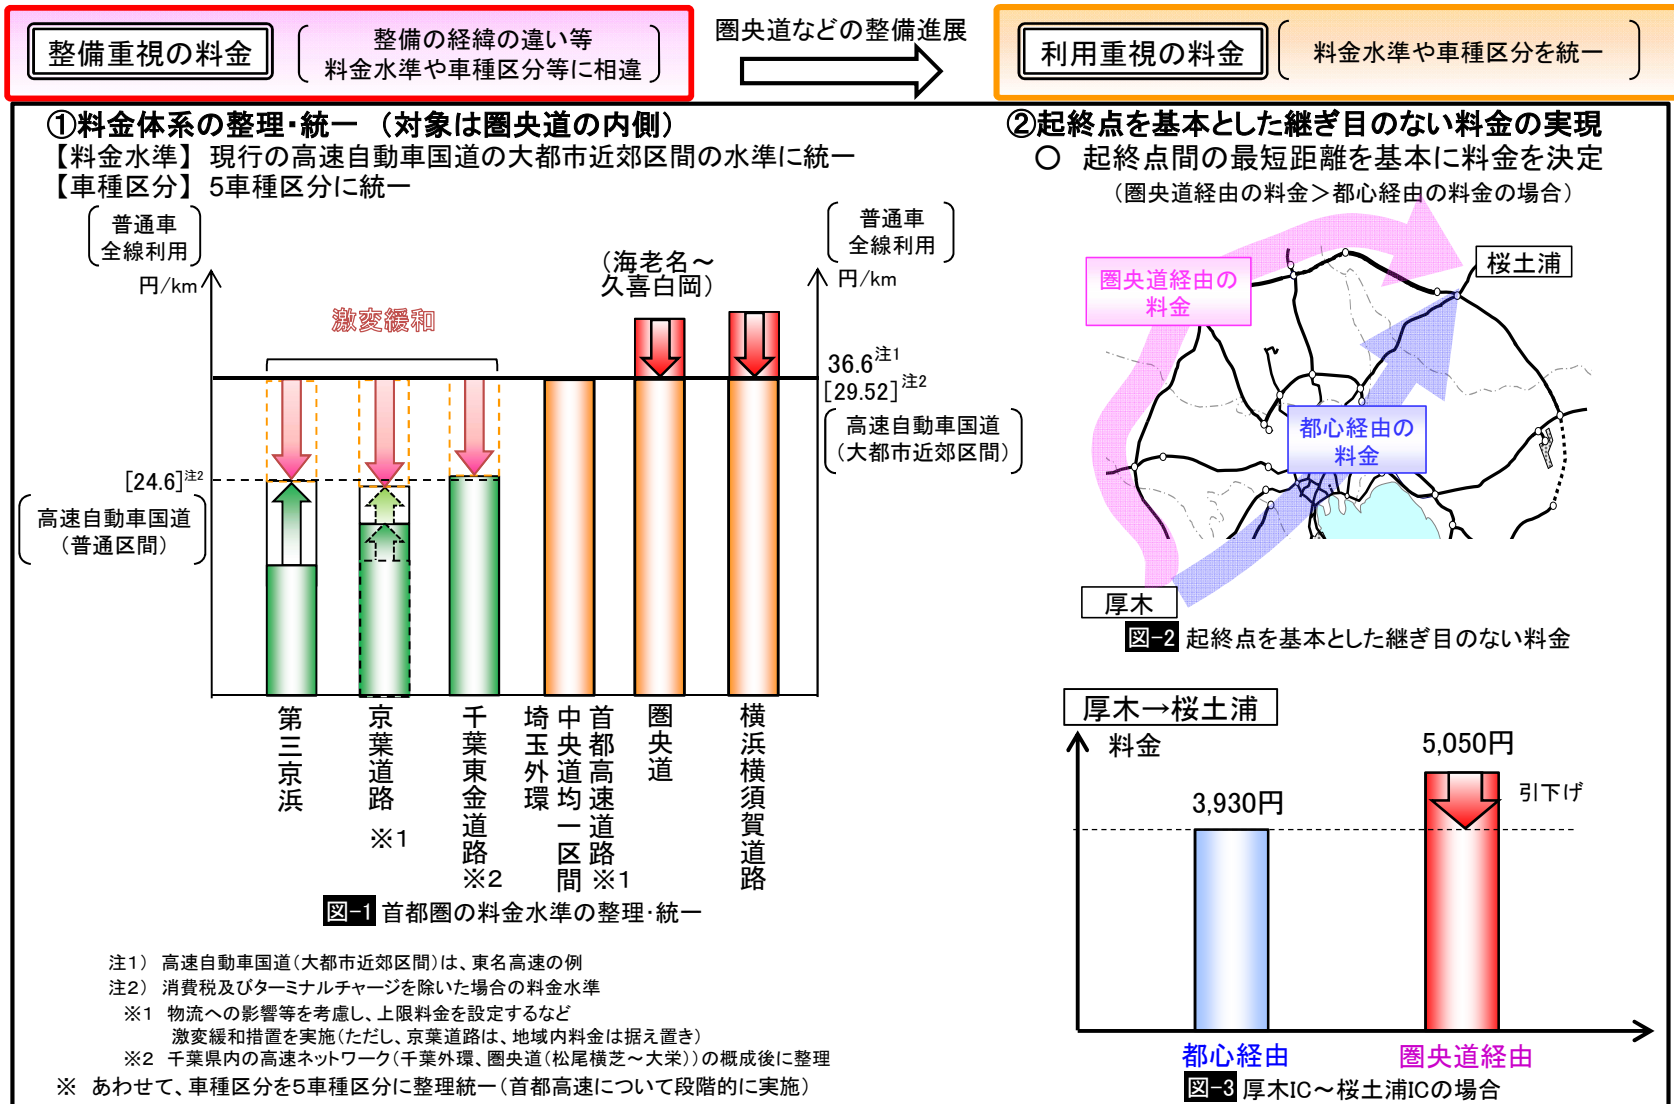 整備重視の料金
整備の経緯の違い等
料金水準や車種区分等に相違
圏央道などの整備進展
利用重視の料金
料金水準や車種区分を統一
①料金体系の整理・統一 （対象は圏央道の内側）
【料金水準】 現行の高速自動車国道の大都市近郊区間の水準に統一
【車種区分】 5車種区分に統一
普通車
全線利用
円/km
激変緩和
（海老名～
久喜白岡）
普通車
全線利用
円/km
36.6注1
[29.52]注2
高速自動車国道
（大都市近郊区間）
[24.6]注2
高速自動車国道
（普通区間）
第三京浜
京葉道路
※1
千葉東金道路
※2
埼玉外環
中央道均一区間
首都高速道路※1
圏央道
横浜横須賀道路
図-1 首都圏の料金水準の整理・統一
注1） 高速自動車国道（大都市近郊区間）は、東名高速の例
注2） 消費税及びターミナルチャージを除いた場合の料金水準
※1 物流への影響等を考慮し、上限料金を設定するなど
激変緩和措置を実施（ただし、京葉道路は、地域内料金は据え置き）
※2 千葉県内の高速ネットワーク（千葉外環、圏央道（松尾横芝～大栄））の概成後に整理
※ あわせて、車種区分を5車種区分に整理統一（首都高速について段階的に実施）
②起終点を基本とした継ぎ目のない料金の実現
○ 起終点間の最短距離を基本に料金を決定
（圏央道経由の料金＞都心経由の料金の場合）
桜土浦
圏央道経由の
料金
都心経由の
料金
厚木
図-2 起終点を基本とした継ぎ目のない料金
厚木→桜土浦
料金
5,050円
3,930円
引下げ
都心経由
圏央道経由
図-3 厚木IC～桜土浦ICの場合